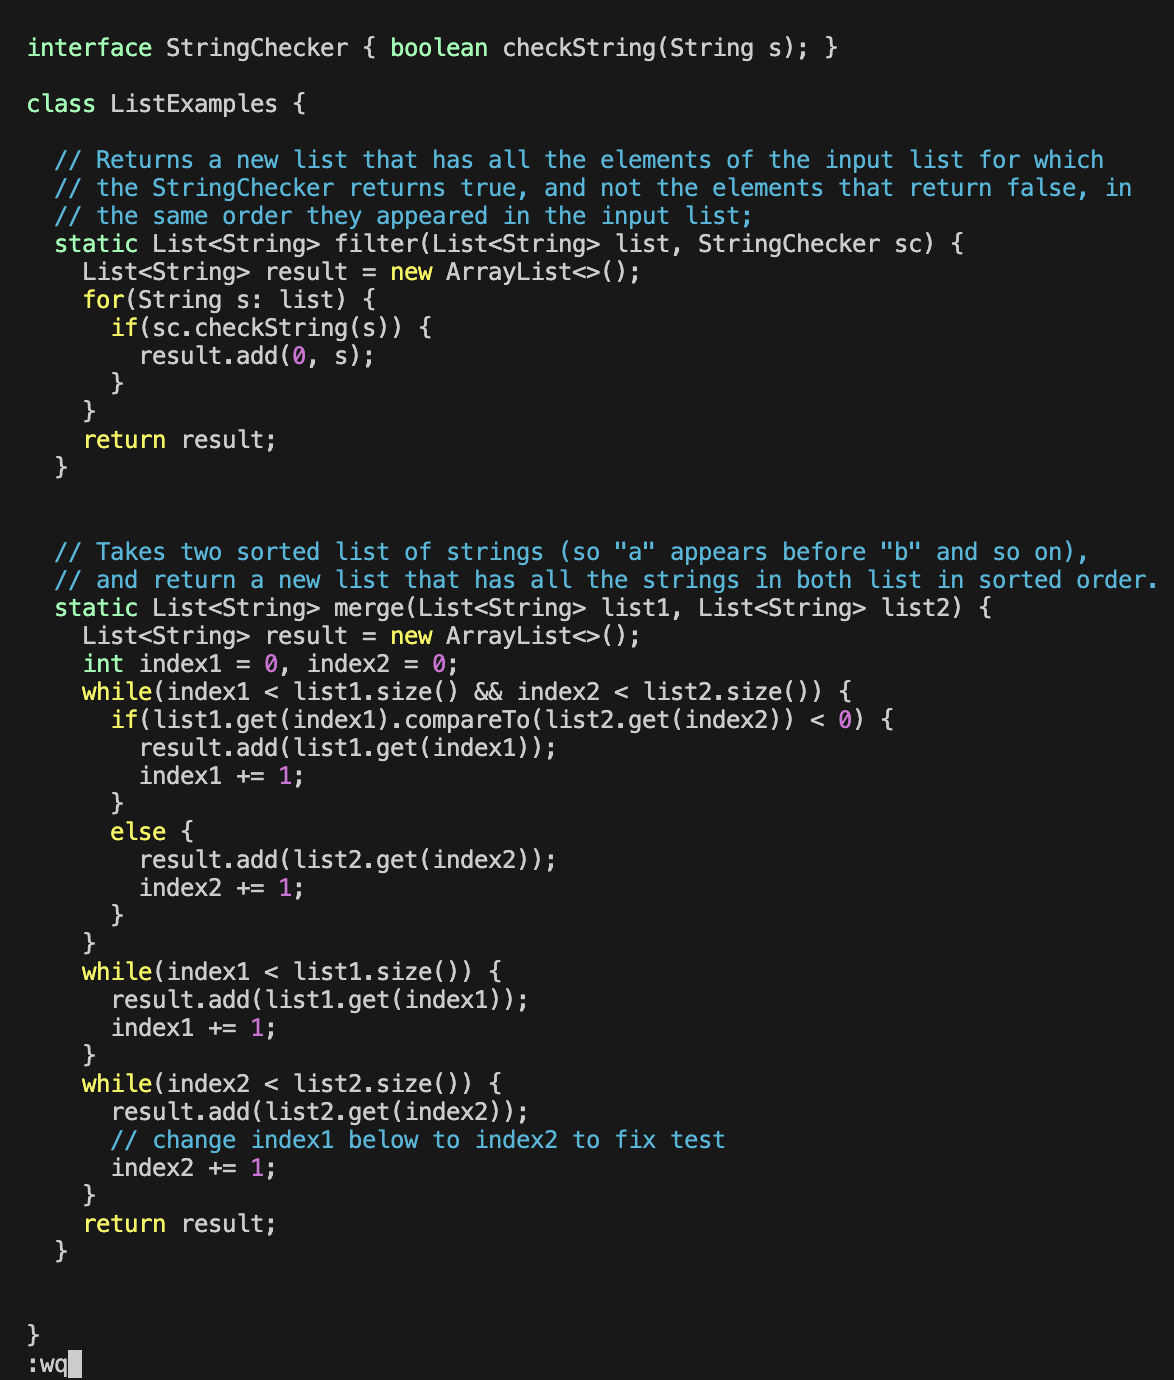 interface StringChecker { boolean checkString(String s); }

class ListExamples {

  // Returns a new list that has all the elements of the input list for which
  // the StringChecker returns true, and not the elements that return false, in
  // the same order they appeared in the input list;
  static List<String> filter(List<String> list, StringChecker sc) {
    List<String> result = new ArrayList<>();
    for(String s: list) {
      if(sc.checkString(s)) {
        result.add(0, s);
      }
    }
    return result;
  }


  // Takes two sorted list of strings (so "a" appears before "b" and so on),
  // and return a new list that has all the strings in both list in sorted order.
  static List<String> merge(List<String> list1, List<String> list2) {
    List<String> result = new ArrayList<>();
    int index1 = 0, index2 = 0;
    while(index1 < list1.size() && index2 < list2.size()) {
      if(list1.get(index1).compareTo(list2.get(index2)) < 0) {
        result.add(list1.get(index1));
        index1 += 1;
      }
      else {
        result.add(list2.get(index2));
        index2 += 1;
      }
    }
    while(index1 < list1.size()) {
      result.add(list1.get(index1));
      index1 += 1;
    }
    while(index2 < list2.size()) {
      result.add(list2.get(index2));
      // change index1 below to index2 to fix test
      index2 += 1;
    }
    return result;
  }


}
:wq